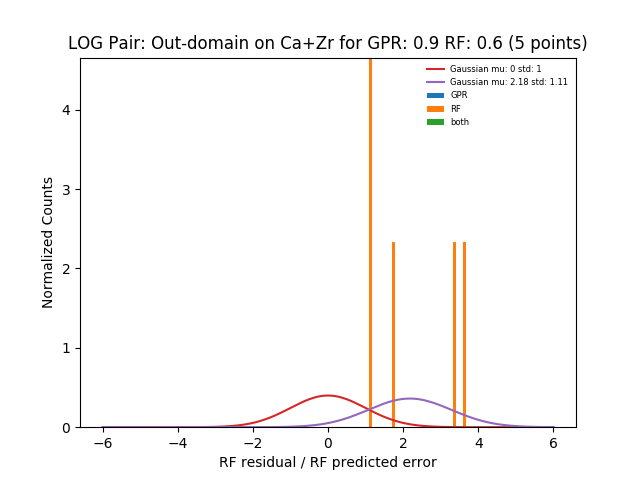 LOG Pair: Out-domain on Ca+Zr for GPR: 0.9 RF: 0.6 (5 points)
Gaussian mu: 0 std: 1
Gaussian mu: 2.18 std: 1.11
GPR
RF
both
Normalized Counts
4
3
2
1
0
−6 −4 −2 0 2 4 6
RF residual / RF predicted error